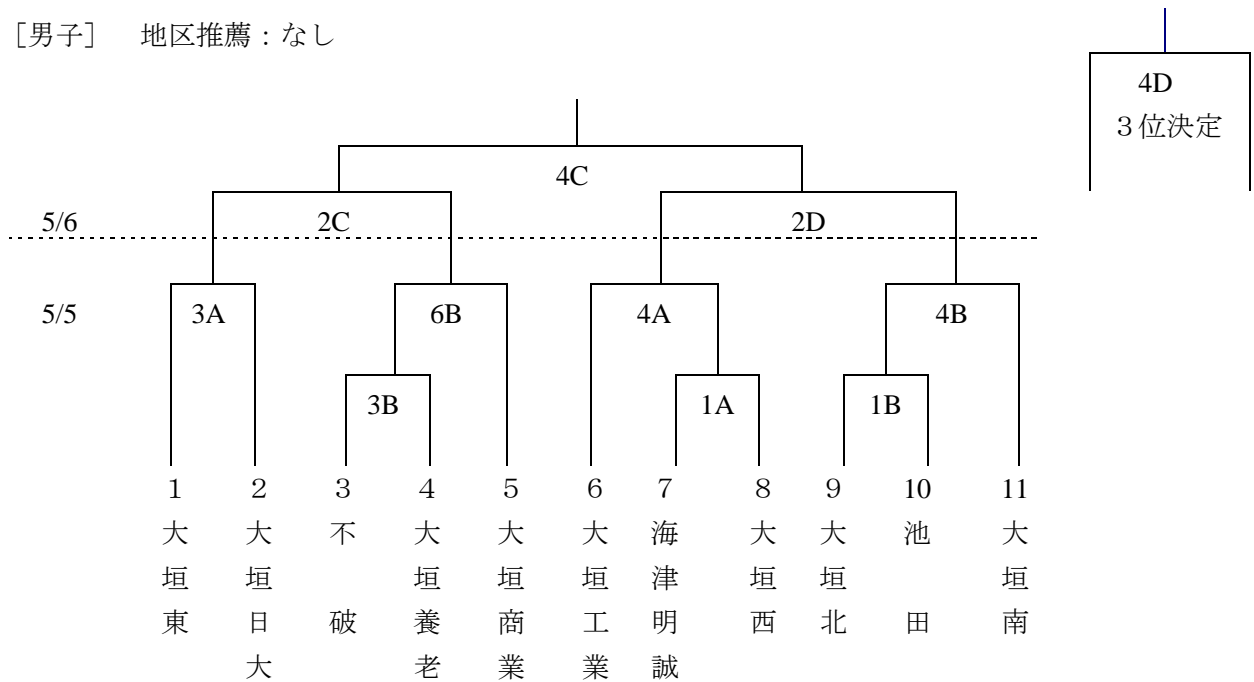 ［男子］　地区推薦：なし
4D
３位決定
4C
5/6
2C
2D
5/5
3A
6B
4A
4B
3B
1A
1B
1 2 3 4 5 6 7 8 9 10 11
大垣東
大垣日大
不破
大垣養老
大垣商業
大垣工業
海津明誠
大垣西
大垣北
池田
大垣南